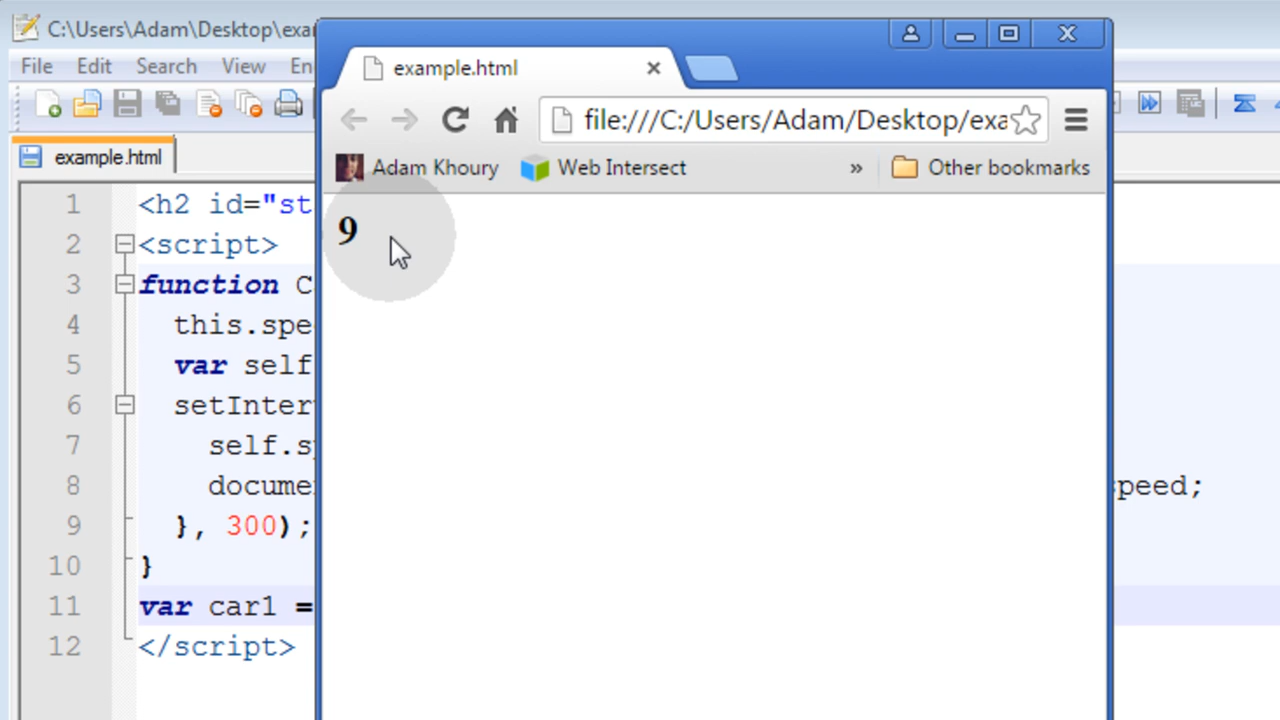 C:\Users\Adam\Desktop\exa
File Edit Search View En
example.html
1 <h2 id="st
2 <script>
3 function C
4 this.spe
5 var self
6 setInter
7 self.s
8 docume
speed;
9 }, 300);
10 }
11 var car1 =
12 </script>
example.html
file:///C:/Users/Adam/Desktop/exa
Adam Khoury Web Intersect » Other bookmarks
9